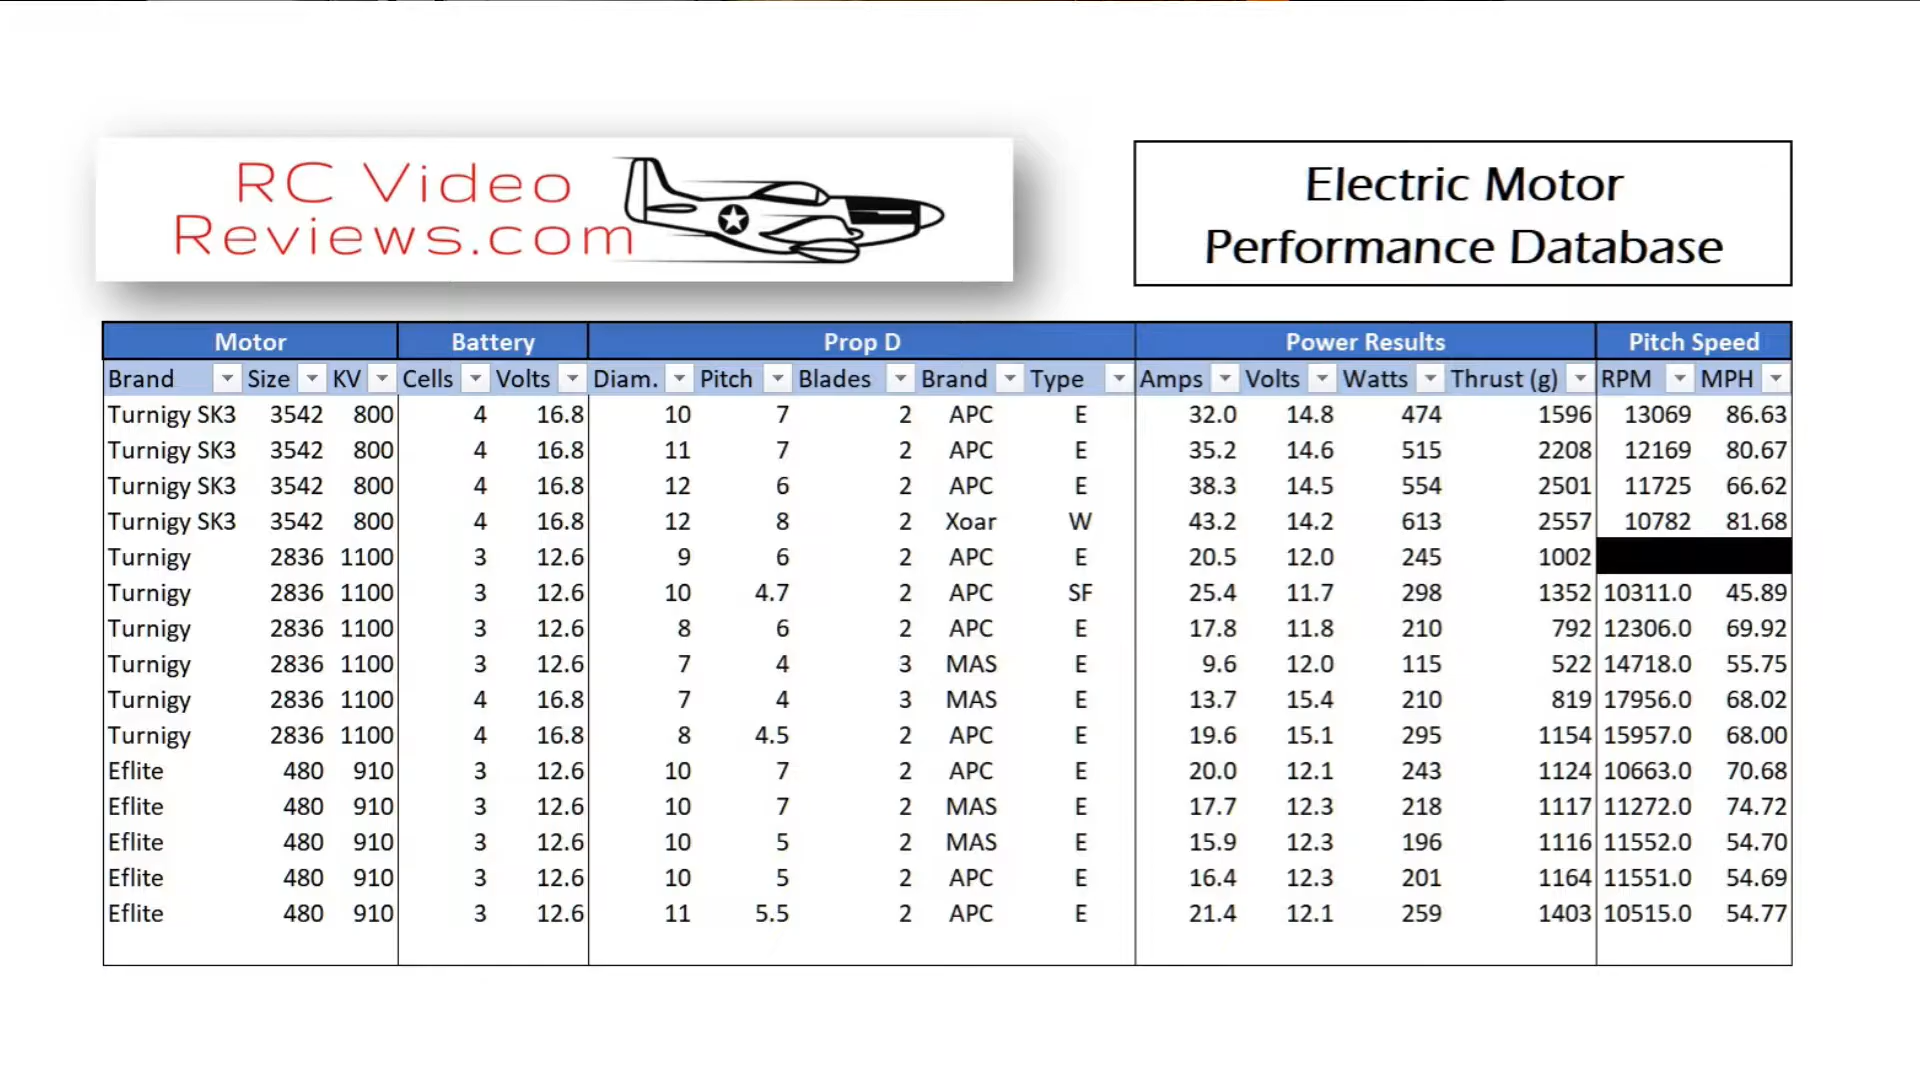 RC Video
Reviews.com
Electric Motor
Performance Database
Motor Battery Prop D Power Results Pitch Speed
Brand Size KV Cells Volts Diam. Pitch Blades Brand Type Amps Volts Watts Thrust (g) RPM MPH
Turnigy SK3 3542 800 4 16.8 10 7 2 APC E 32.0 14.8 474 1596 13069 86.63
Turnigy SK3 3542 800 4 16.8 11 7 2 APC E 35.2 14.6 515 2208 12169 80.67
Turnigy SK3 3542 800 4 16.8 12 6 2 APC E 38.3 14.5 554 2501 11725 66.62
Turnigy SK3 3542 800 4 16.8 12 8 2 Xoar W 43.2 14.2 613 2557 10782 81.68
Turnigy 2836 1100 3 12.6 9 6 2 APC E 20.5 12.0 245 1002
Turnigy 2836 1100 3 12.6 10 4.7 2 APC SF 25.4 11.7 298 1352 10311.0 45.89
Turnigy 2836 1100 3 12.6 8 6 2 APC E 17.8 11.8 210 792 12306.0 69.92
Turnigy 2836 1100 3 12.6 7 4 3 MAS E 9.6 12.0 115 522 14718.0 55.75
Turnigy 2836 1100 4 16.8 7 4 3 MAS E 13.7 15.4 210 819 17956.0 68.02
Turnigy 2836 1100 4 16.8 8 4.5 2 APC E 19.6 15.1 295 1154 15957.0 68.00
Eflite 480 910 3 12.6 10 7 2 APC E 20.0 12.1 243 1124 10663.0 70.68
Eflite 480 910 3 12.6 10 7 2 MAS E 17.7 12.3 218 1117 11272.0 74.72
Eflite 480 910 3 12.6 10 5 2 MAS E 15.9 12.3 196 1116 11552.0 54.70
Eflite 480 910 3 12.6 10 5 2 APC E 16.4 12.3 201 1164 11551.0 54.69
Eflite 480 910 3 12.6 11 5.5 2 APC E 21.4 12.1 259 1403 10515.0 54.77